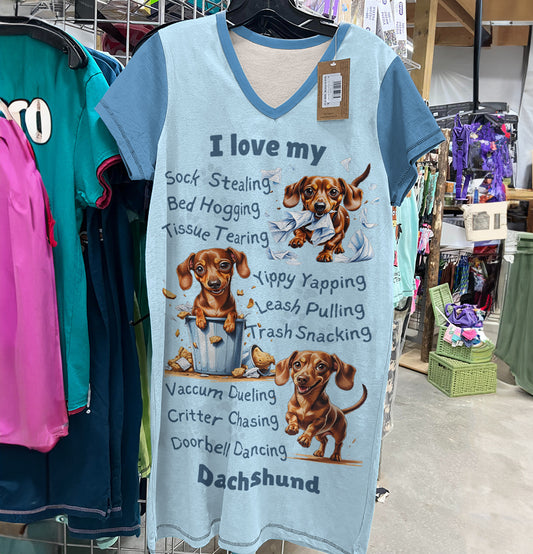 I love my
Sock Stealing
Bed Hogging
Tissue Tearing
Yippy Yapping
Leash Pulling
Trash Snacking
Vaccum Dueling
Critter Chasing
Doorbell Dancing
Dachshund